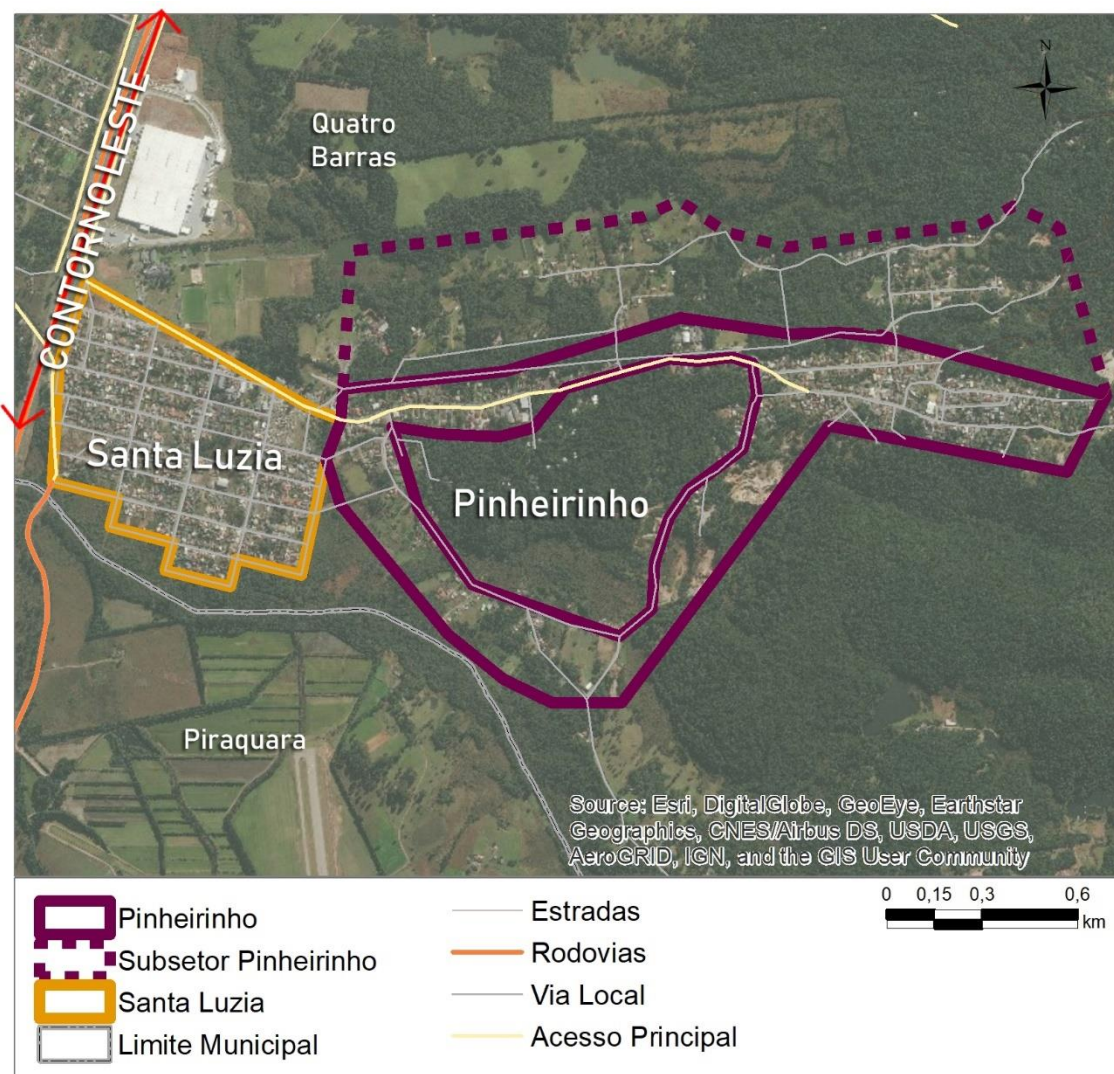 N
CONTORNO LESTE
Quatro
Barras
Santa Luzia
Pinheirinho
Piraquara
Source: Esri, DigitalGlobe, GeoEye, Earthstar
Geographics, CNES/Airbus DS, USDA, USGS,
AeroGRID, IGN, and the GIS User Community
Pinheirinho
Subsetor Pinheirinho
Santa Luzia
Limite Municipal
Estradas
Rodovias
Via Local
Acesso Principal
0 0,15 0,3 0,6
km